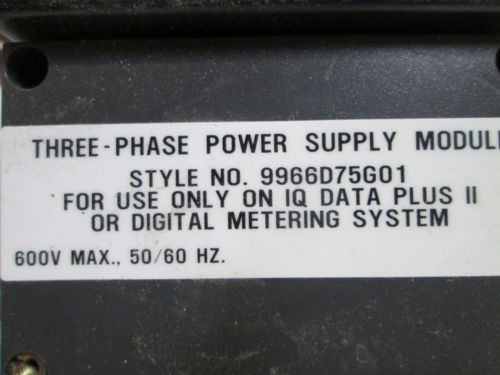 THREE-PHASE POWER SUPPLY MODULE
STYLE NO. 9966D75G01
FOR USE ONLY ON IQ DATA PLUS II
OR DIGITAL METERING SYSTEM
600V MAX., 50/60 HZ.